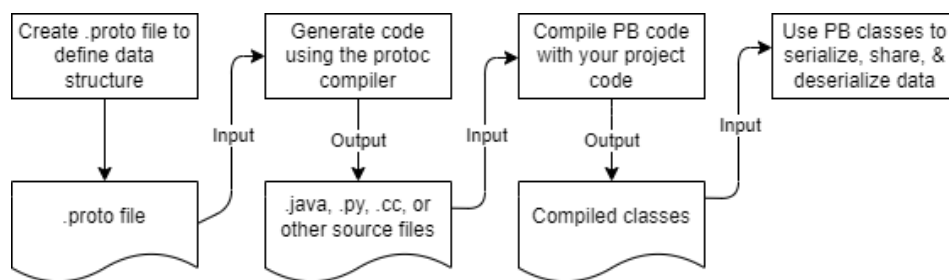 Create .proto file to
define data
structure
Generate code
using the protoc
compiler
Compile PB code
with your project
code
Use PB classes to
serialize, share, &
deserialize data
Input
Output
Input
Output
Input
.proto file
.java, .py, .cc, or
other source files
Compiled classes